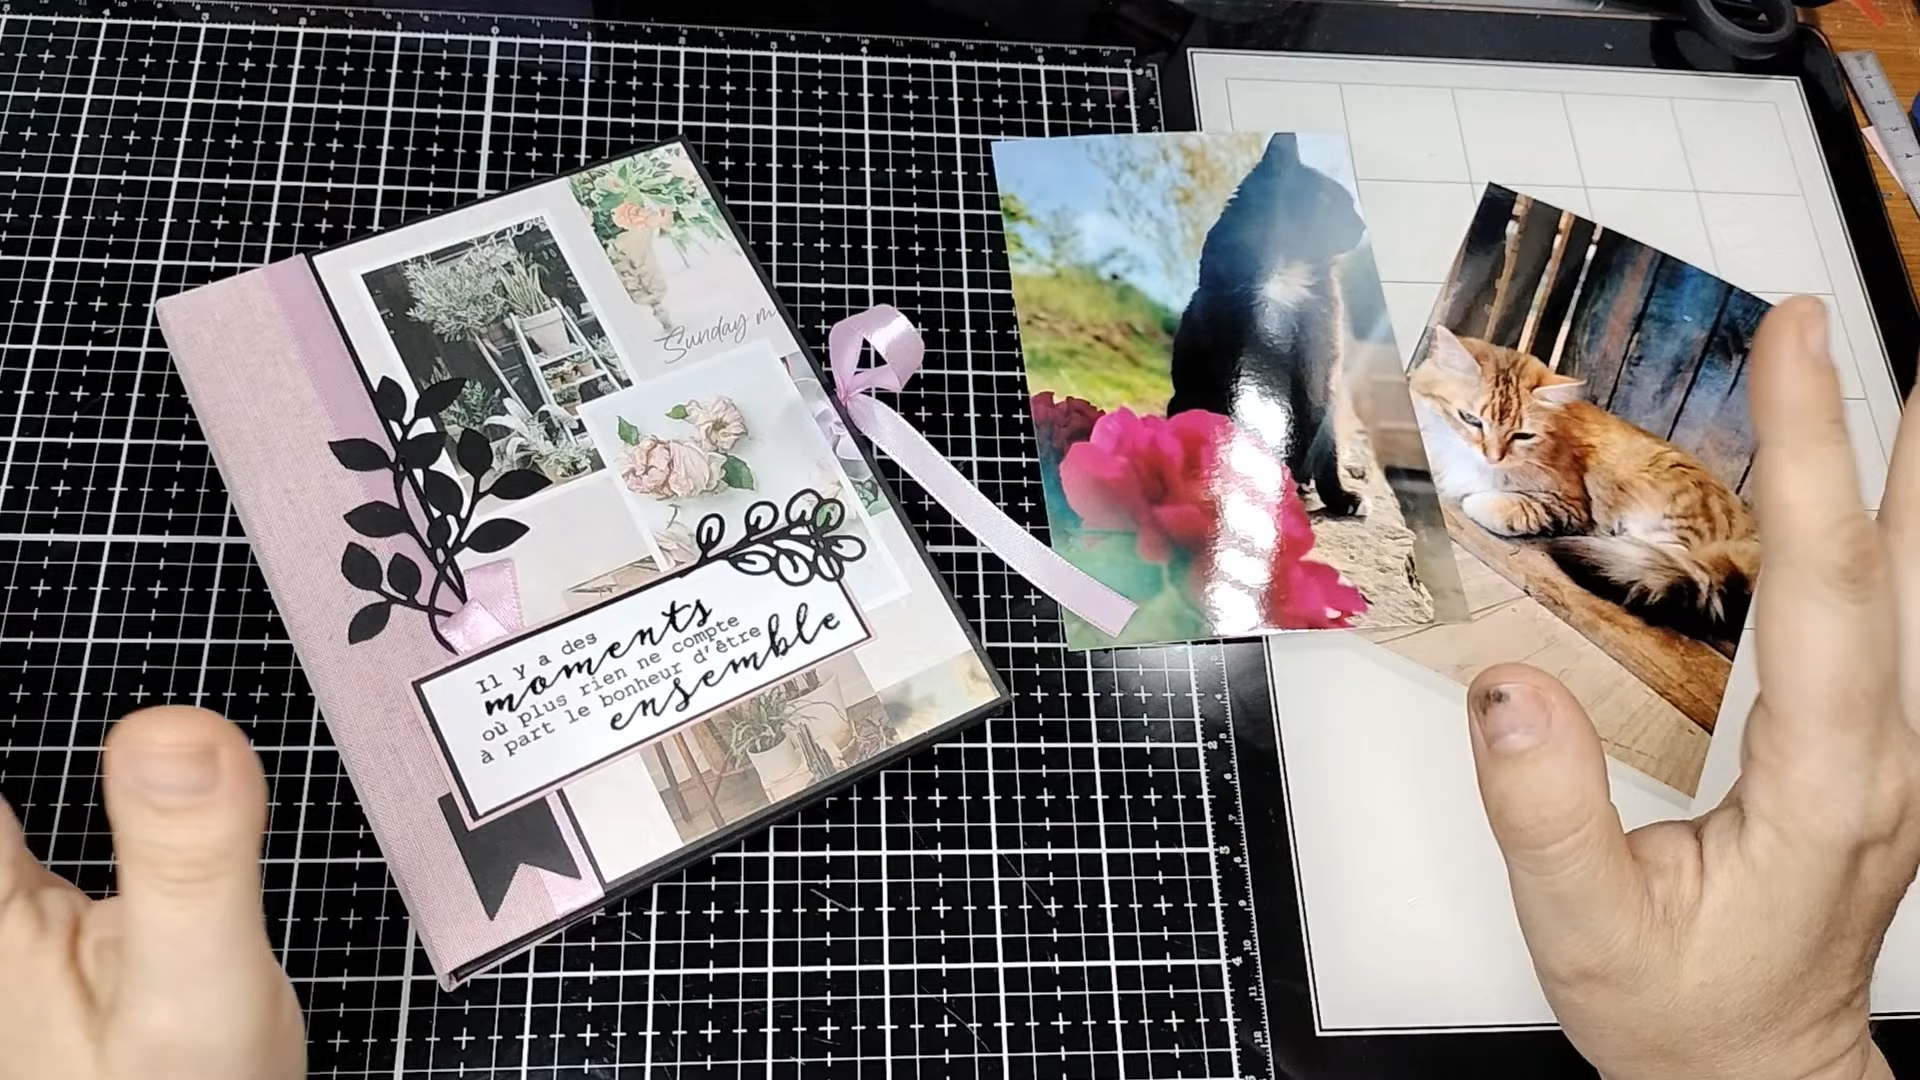 Sunday m
Il y a des
moments
où plus rien ne compte
à part le bonheur d'être
ensemble